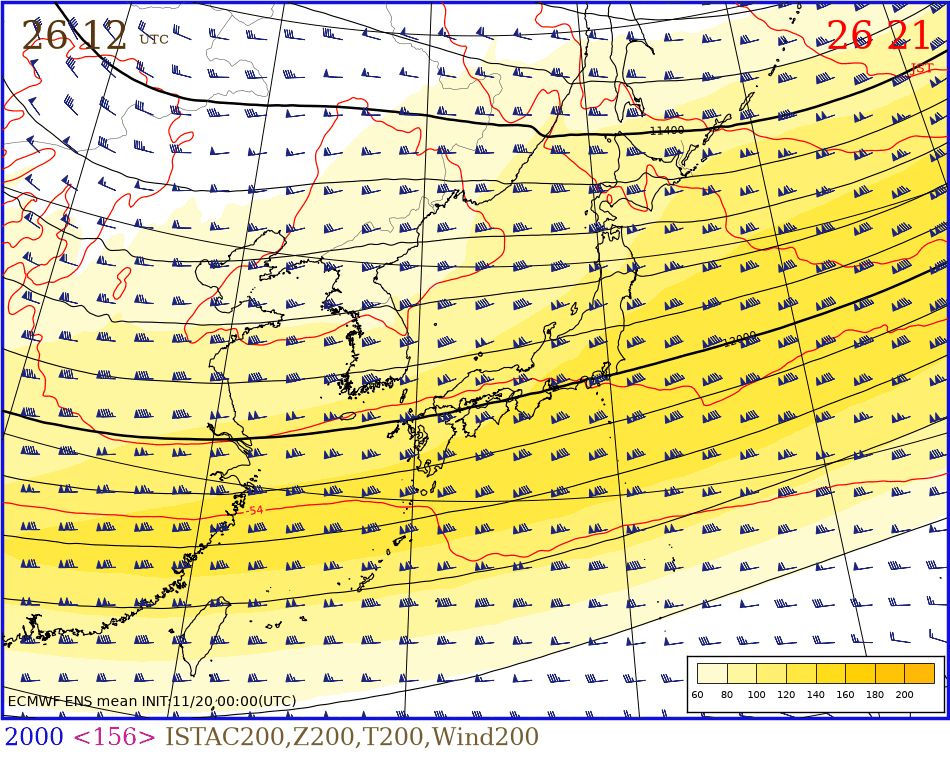 26 12 UTC
26 21
JST
11400
12000
-54
60 80 100 120 140 160 180 200
ECMWF ENS mean INIT:11/20 00:00(UTC)
2000 <156> ISTAC200,Z200,T200,Wind200